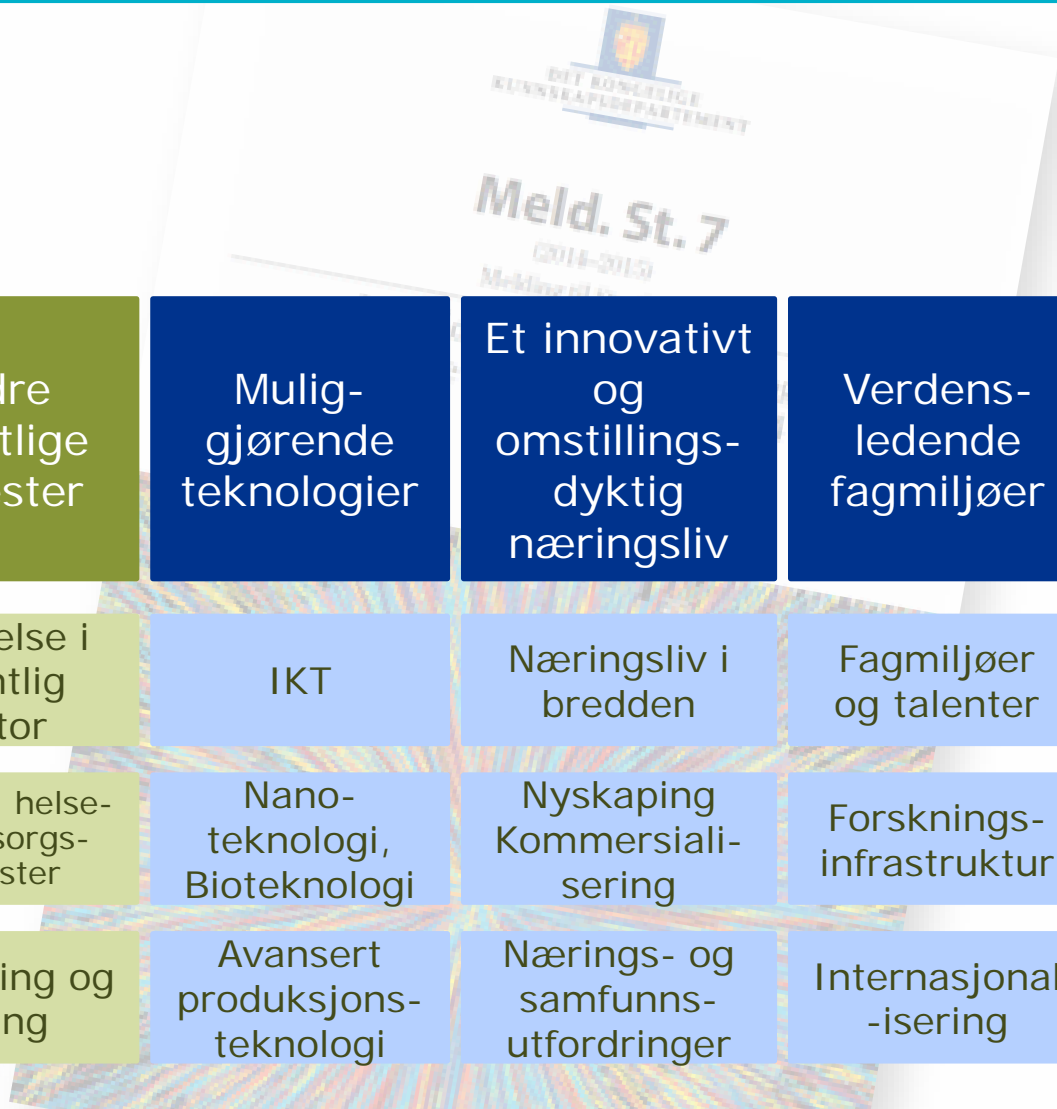 DET KONGELIGE
KUNNSKAPSDEPARTEMENT
Meld. St. 7
(2014–2015)
Melding til
dre
tlige
ster
Mulig-
gjørende
teknologier
Et innovativt
og
omstillings-
dyktig
næringsliv
Verdens-
ledende
fagmiljøer
else i
ntlig
tor
IKT
Næringsliv i
bredden
Fagmiljøer
og talenter
helse-
sorgs-
ster
Nano-
teknologi,
Bioteknologi
Nyskaping
Kommersiali-
sering
Forsknings-
infrastruktur
ing og
ng
Avansert
produksjons-
teknologi
Nærings- og
samfunns-
utfordringer
Internasjonal
-isering